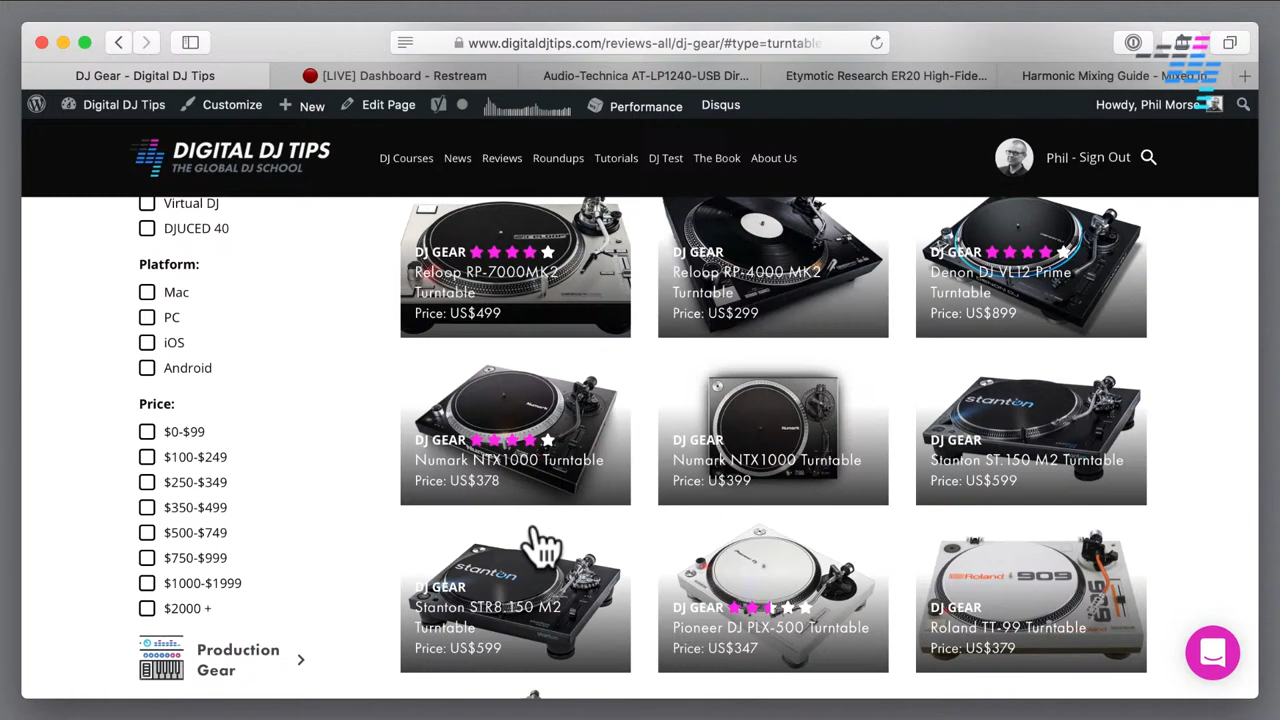 www.digitaldjtips.com/reviews-all/dj-gear/#type=turntable
DJ Gear - Digital DJ Tips
[LIVE] Dashboard - Restream
Audio-Technica AT-LP1240-USB Dir...
Etymotic Research ER20 High-Fide...
Harmonic Mixing Guide - Mixed In
Digital DJ Tips
Customize
New
Edit Page
Performance
Disqus
Howdy, Phil Morse
DIGITAL DJ TIPS
THE GLOBAL DJ SCHOOL
DJ Courses
News
Reviews
Roundups
Tutorials
DJ Test
The Book
About Us
Phil - Sign Out
Virtual DJ
DJUCED 40
Platform:
Mac
PC
iOS
Android
Price:
$0-$99
$100-$249
$250-$349
$350-$499
$500-$749
$750-$999
$1000-$1999
$2000 +
Production
Gear
DJ GEAR
Reloop RP-7000MK2
Turntable
Price: US$499
DJ GEAR
Reloop RP-4000 MK2
Turntable
Price: US$299
DJ GEAR
Denon DJ VL12 Prime
Turntable
Price: US$899
Numark
DJ GEAR
Numark NTX1000 Turntable
Price: US$378
Numark
DJ GEAR
Numark NTX1000 Turntable
Price: U$399
stanton
DJ GEAR
Stanton ST.150 M2 Turntable
Price: US$599
stanton
DJ GEAR
Stanton STR8.150 M2
Turntable
Price: US$599
DJ GEAR
Pioneer DJ PLX-500 Turntable
Price: US$347
Roland 909
909
DJ GEAR
Roland TT-99 Turntable
Price: US$379